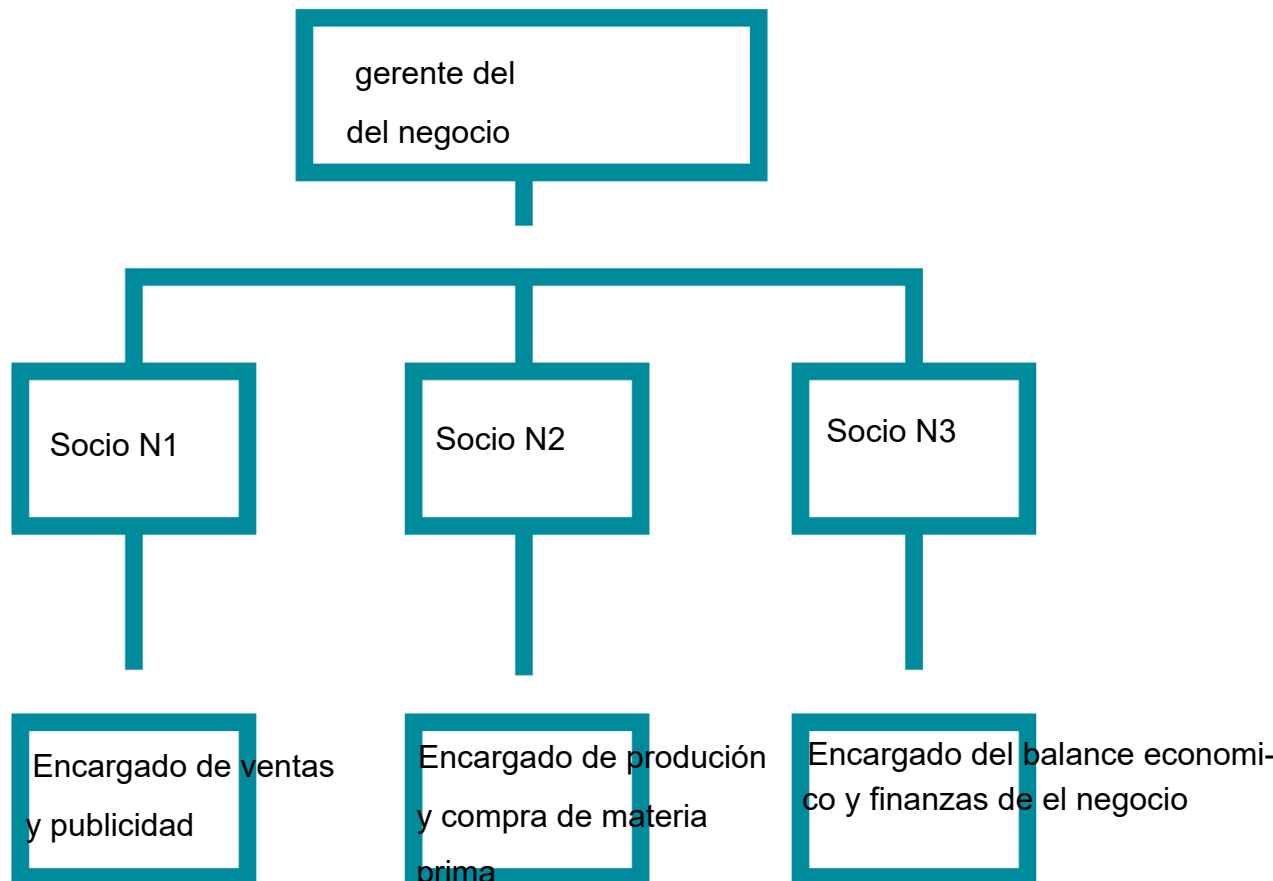 gerente del
del negocio
Socio N1
Socio N2
Socio N3
Encargado de ventas
y publicidad
Encargado de produción
y compra de materia
prima
Encargado del balance economi-
co y finanzas de el negocio